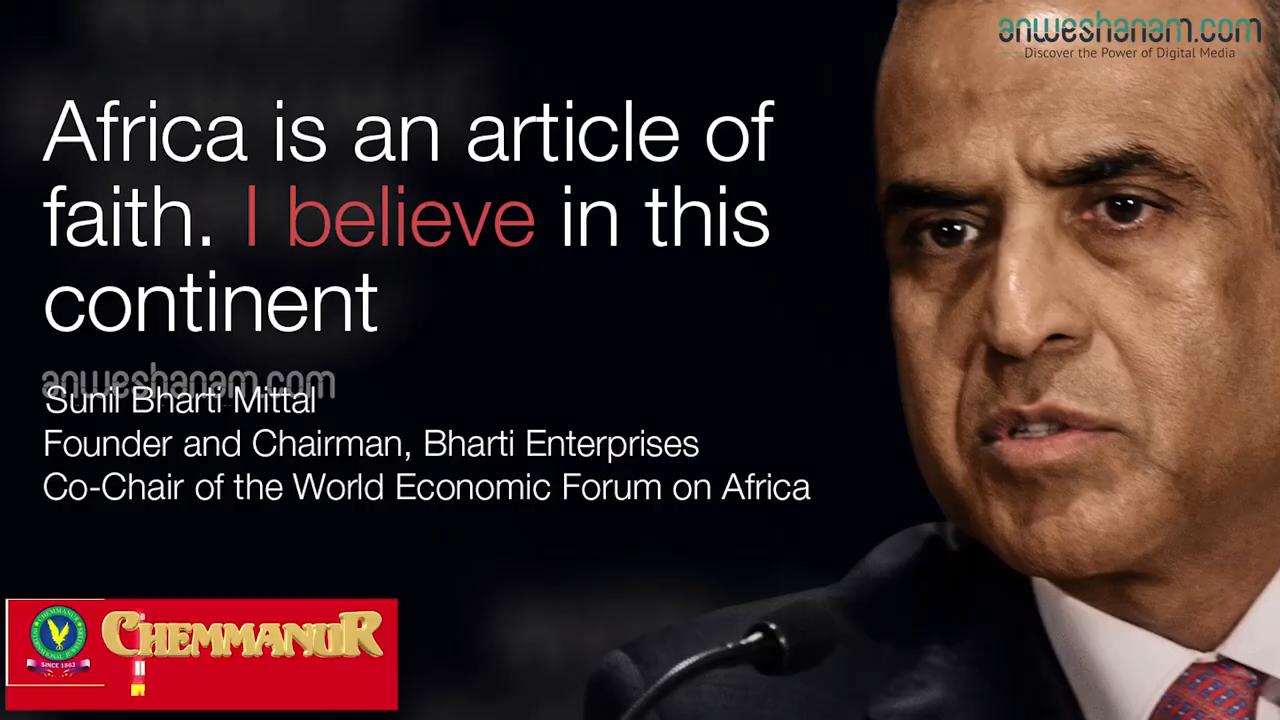 anweshanam.com
Discover the Power of Digital Media
Africa is an article of
faith. I believe in this
continent
anweshanam.com
Sunil Bharti Mittal
Founder and Chairman, Bharti Enterprises
Co-Chair of the World Economic Forum on Africa
CHEMMANUR
SINCE 1863